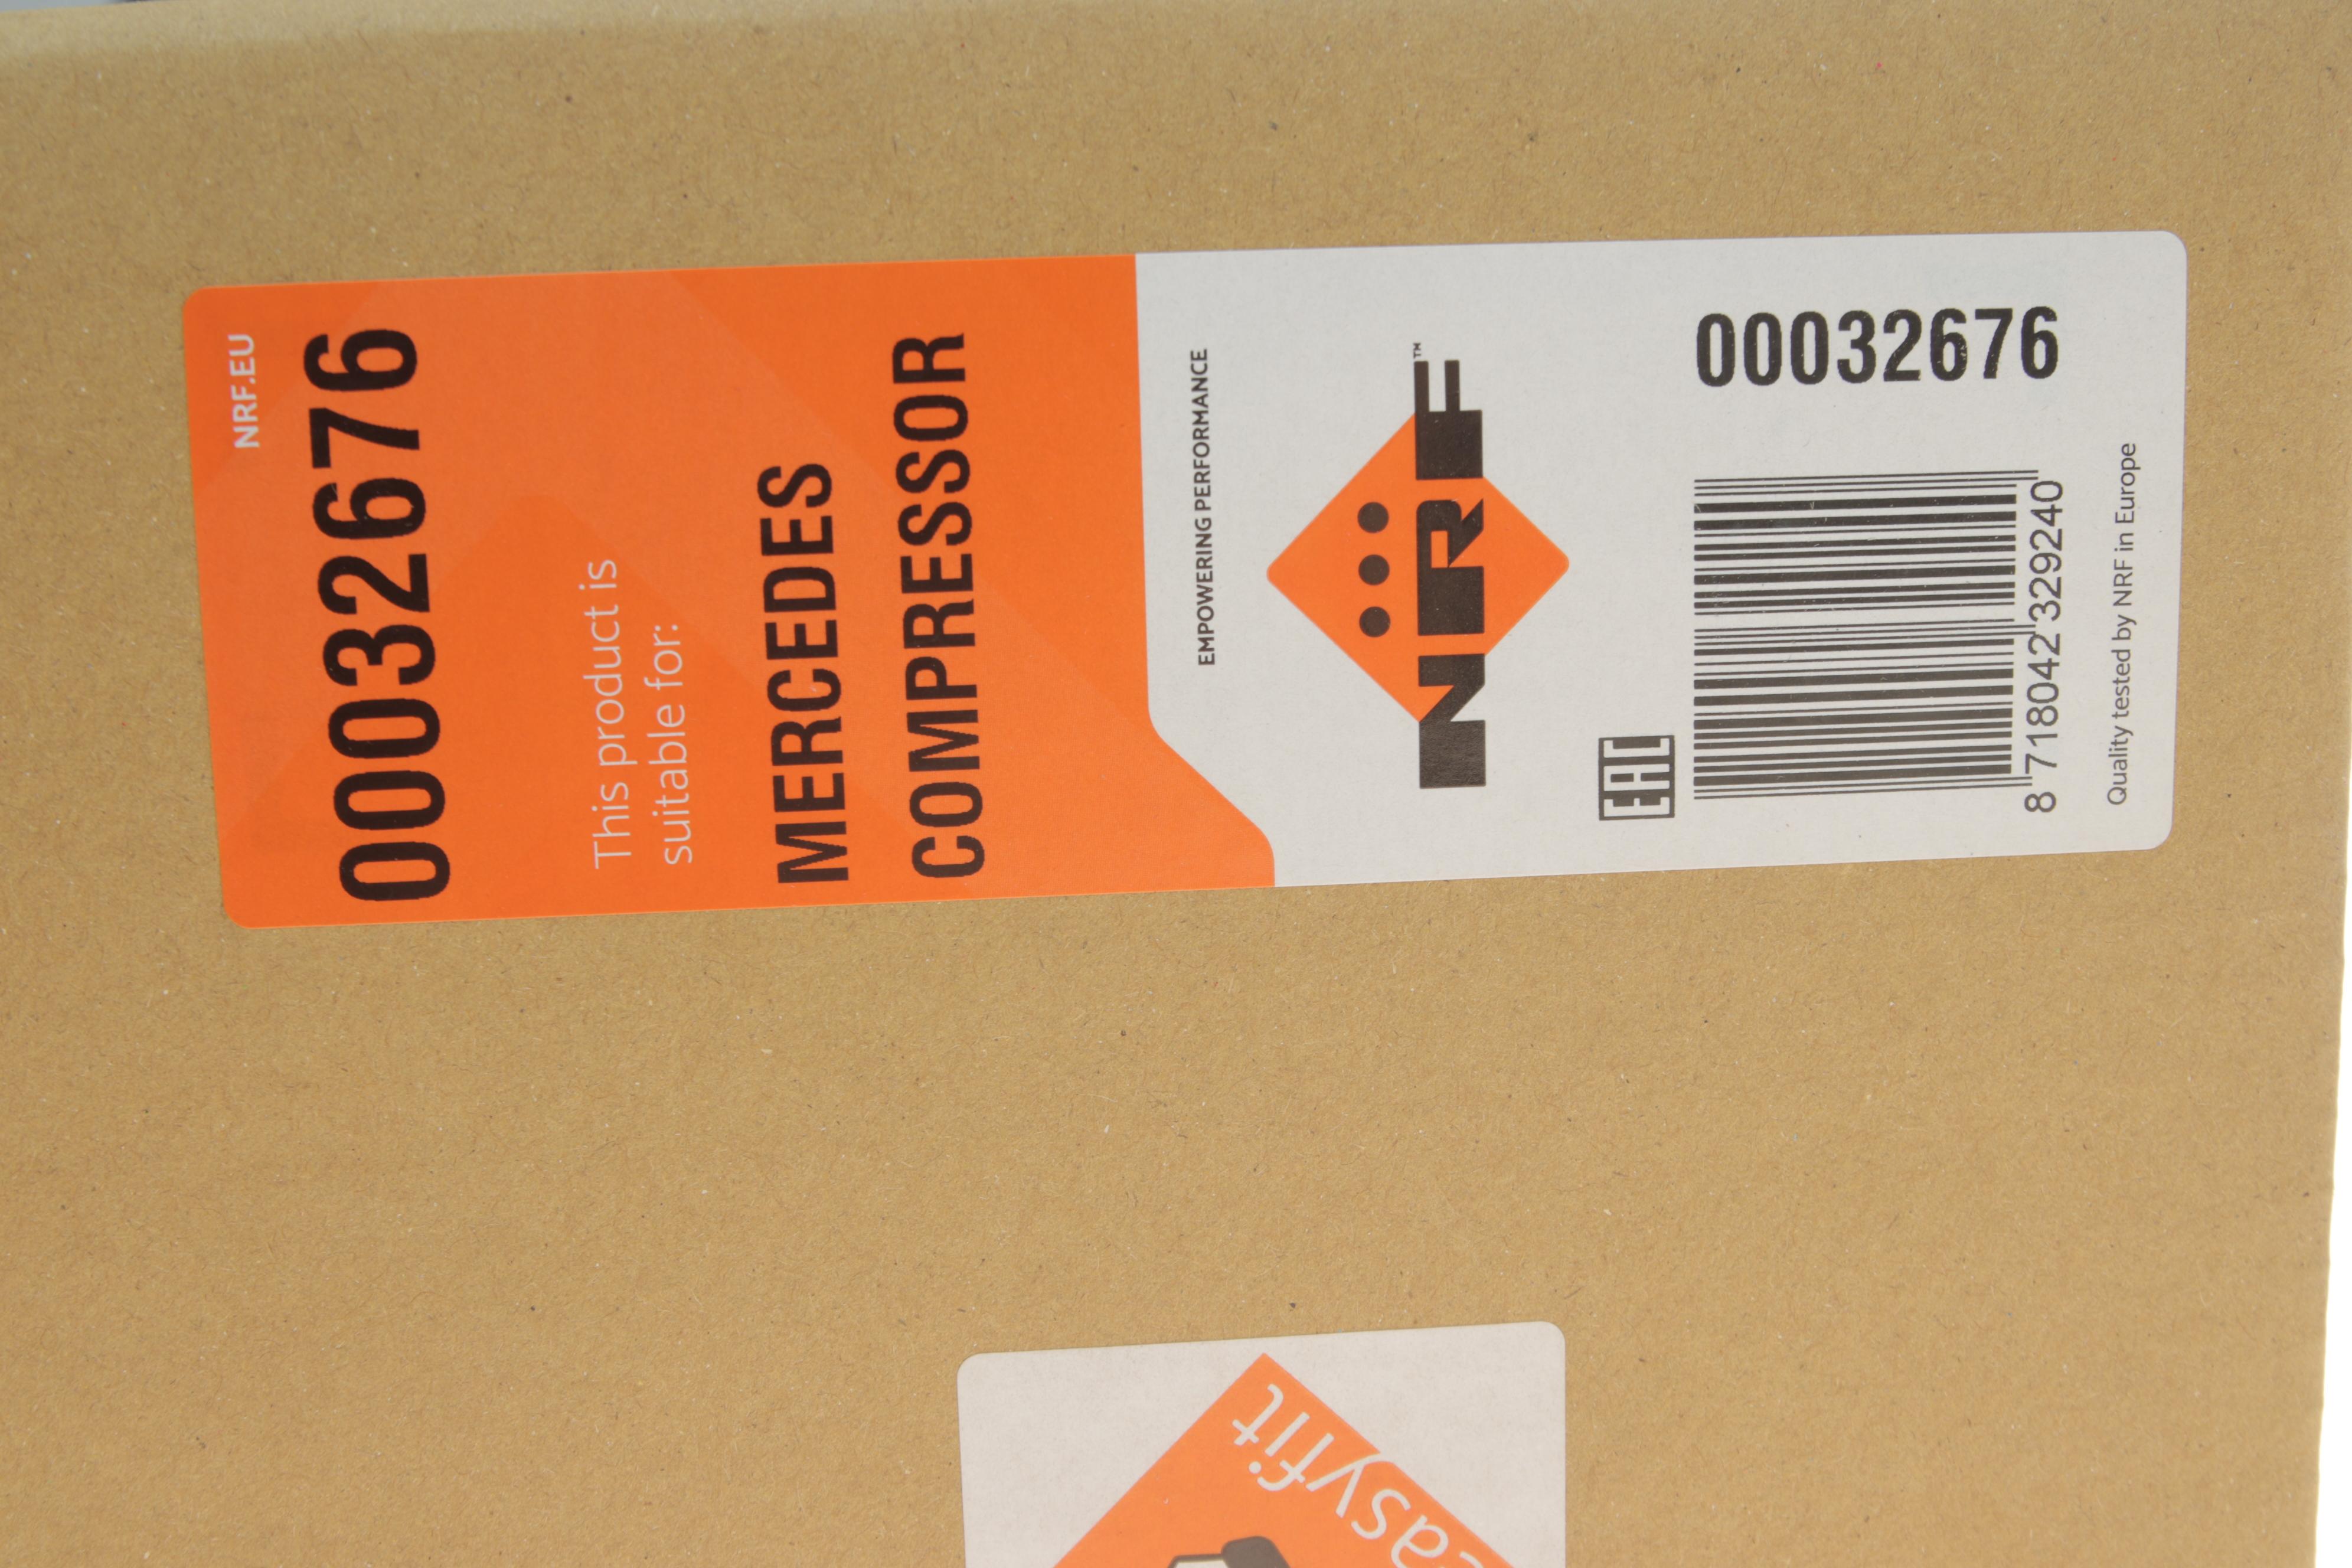 NRF.EU
00032676
This product is
suitable for:
MERCEDES
COMPRESSOR
EMPOWERING PERFORMANCE
NRF™
EAC
00032676
8 718042 329240
Quality tested by NRF in Europe
easyfit